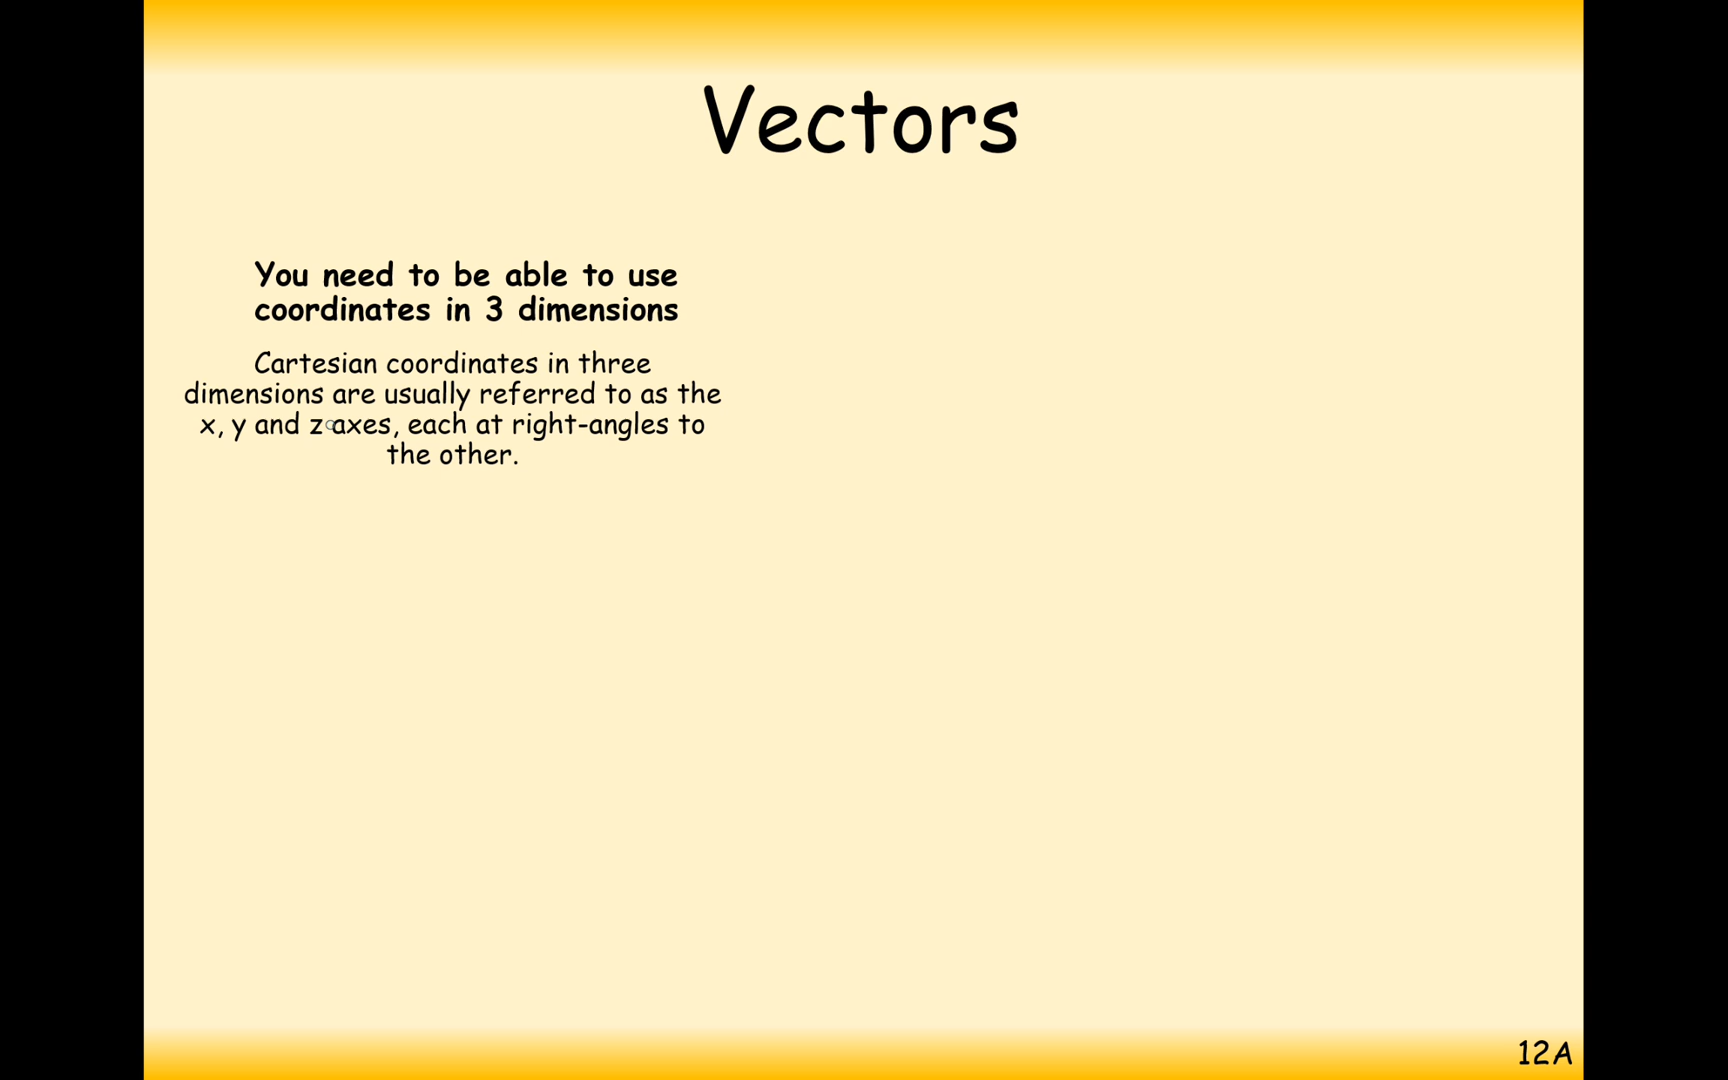 Vectors
You need to be able to use
coordinates in 3 dimensions
Cartesian coordinates in three
dimensions are usually referred to as the
x, y and z axes, each at right-angles to
the other.
12A